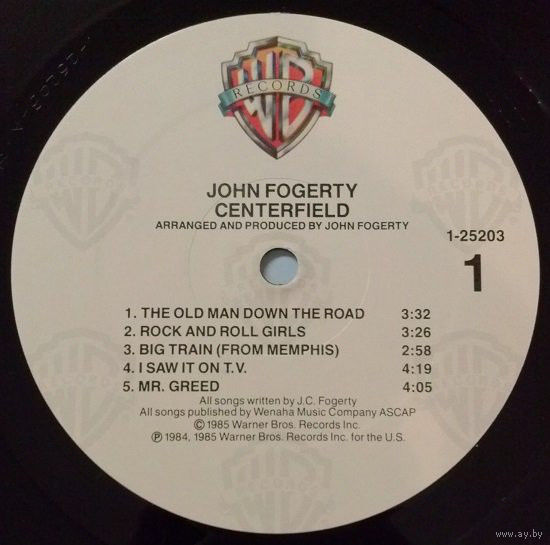 RECORDS
JOHN FOGERTY
CENTERFIELD
ARRANGED AND PRODUCED BY JOHN FOGERTY
1-25203
1
1. THE OLD MAN DOWN THE ROAD 3:32
2. ROCK AND ROLL GIRLS 3:26
3. BIG TRAIN (FROM MEMPHIS) 2:58
4. I SAW IT ON T.V. 4:19
5. MR. GREED 4:05
All songs written by J.C. Fogerty
All songs published by Wenaha Music Company ASCAP
Ⓒ 1985 Warner Bros. Records Inc.
Ⓟ 1984, 1985 Warner Bros. Records Inc. for the U.S.
www.ay.by